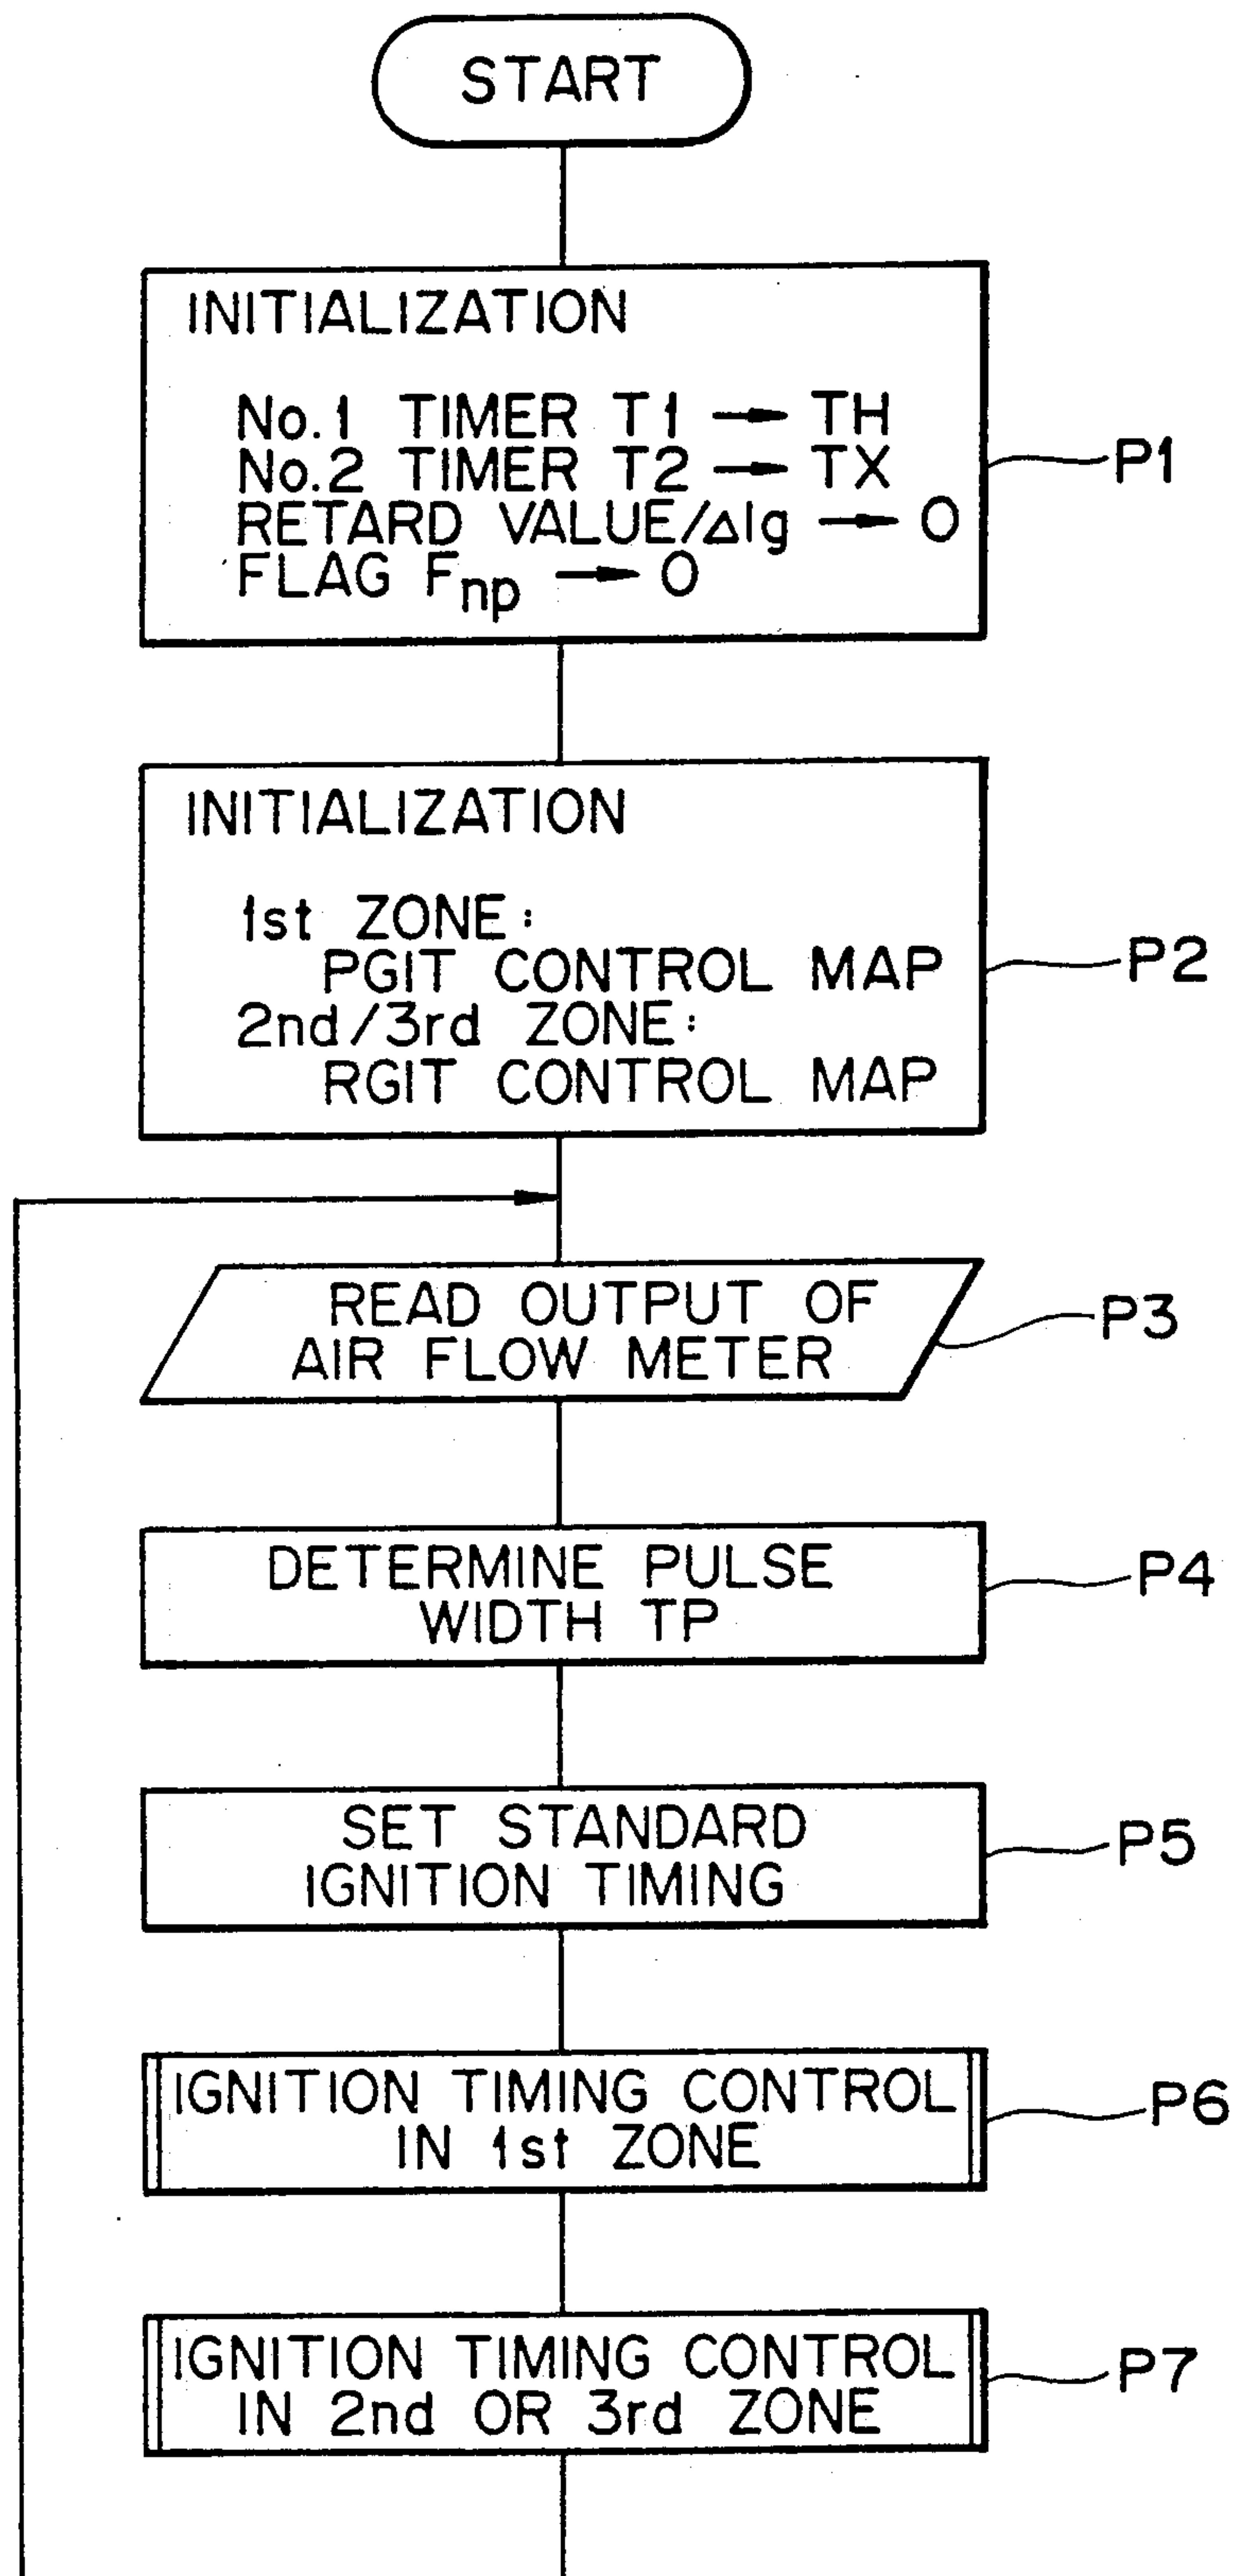 START
INITIALIZATION
No.1 TIMER T1 → TH
No.2 TIMER T2 → TX
RETARD VALUE/ΔIg → 0
FLAG Fnp → 0
P1
INITIALIZATION
1st ZONE:
PGIT CONTROL MAP
2nd/3rd ZONE:
RGIT CONTROL MAP
P2
READ OUTPUT OF
AIR FLOW METER
P3
DETERMINE PULSE
WIDTH TP
P4
SET STANDARD
IGNITION TIMING
P5
IGNITION TIMING CONTROL
IN 1st ZONE
P6
IGNITION TIMING CONTROL
IN 2nd OR 3rd ZONE
P7